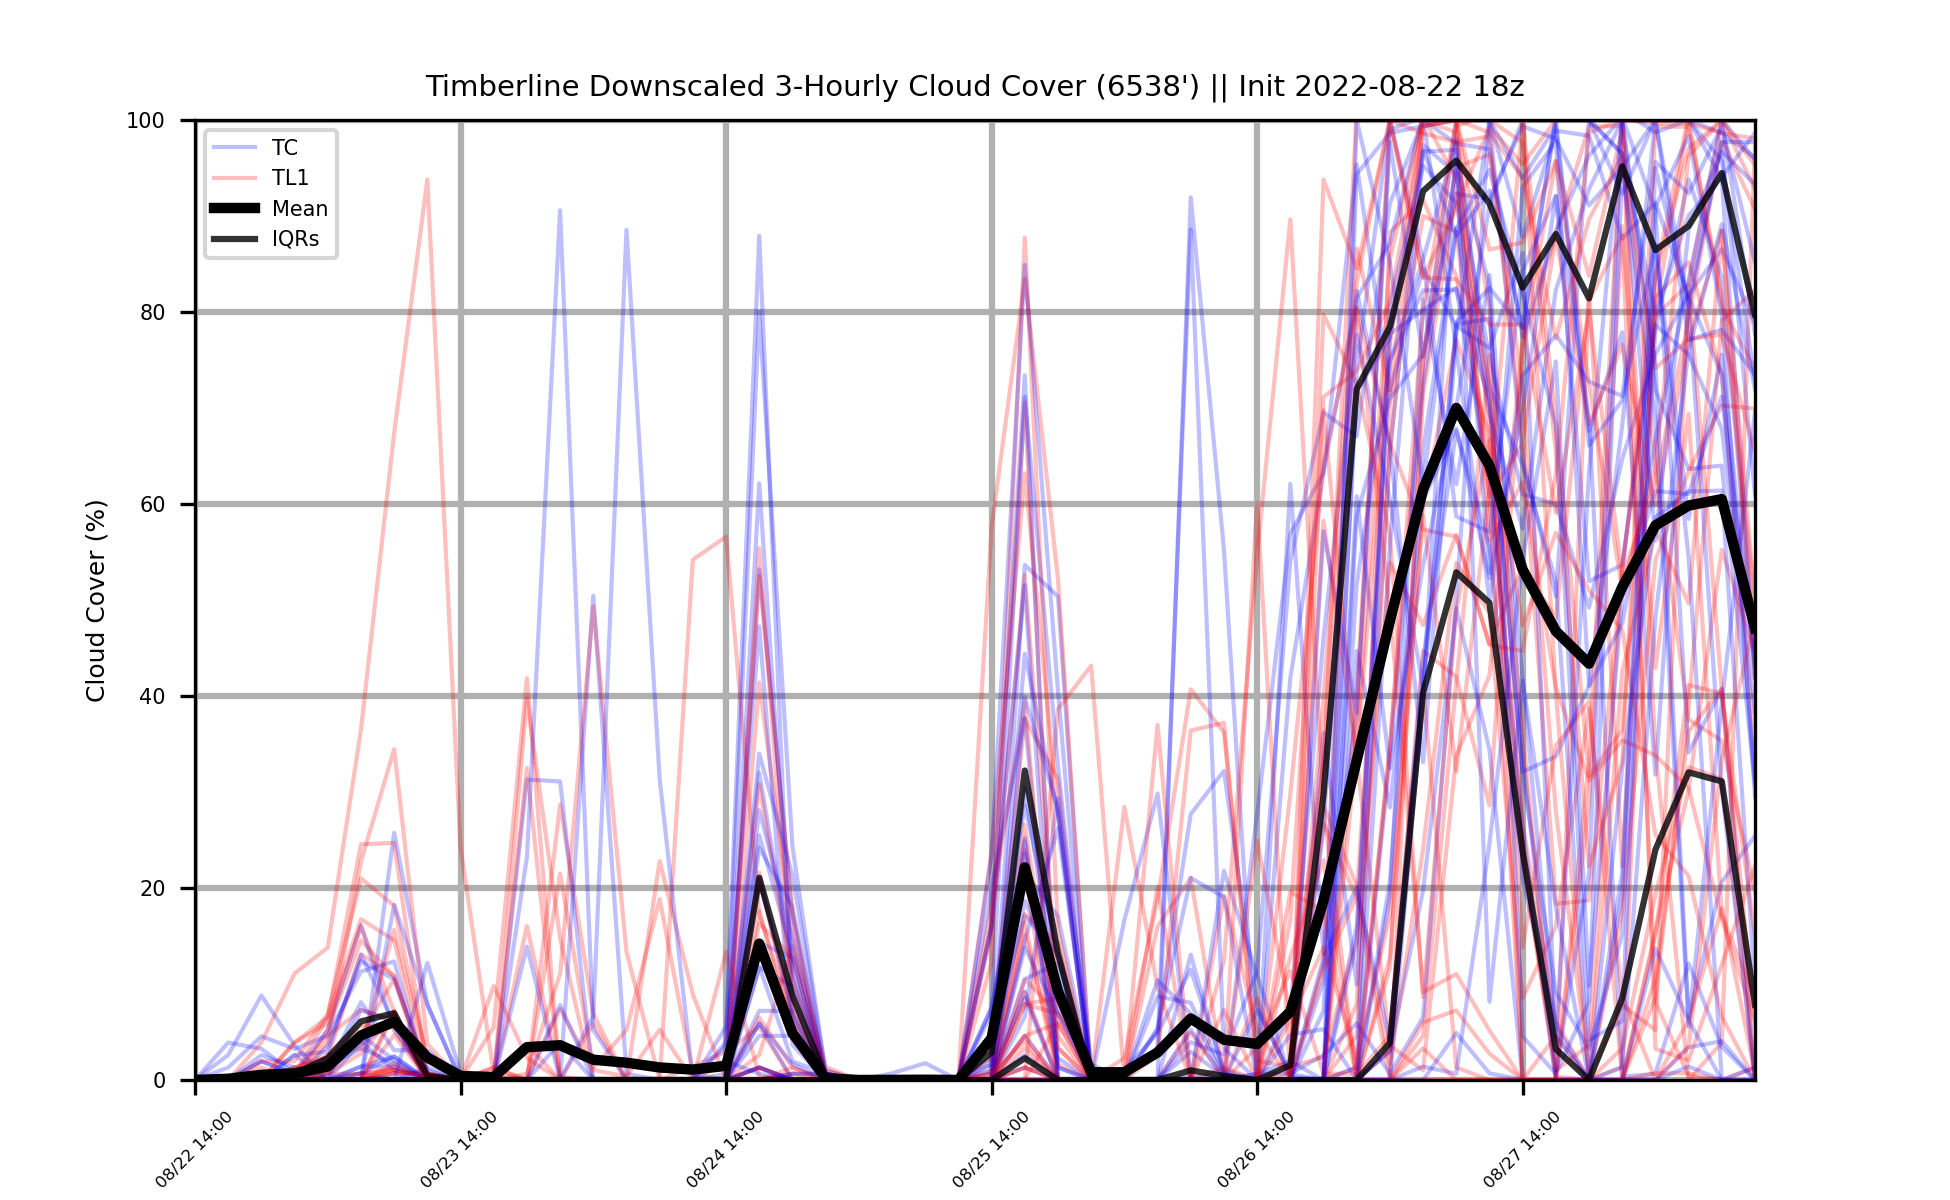 Timberline Downscaled 3-Hourly Cloud Cover (6538') || Init 2022-08-22 18z
Cloud Cover (%)
100
80
60
40
20
0
TC
TL1
Mean
IQRs
08/22 14:00
08/23 14:00
08/24 14:00
08/25 14:00
08/26 14:00
08/27 14:00